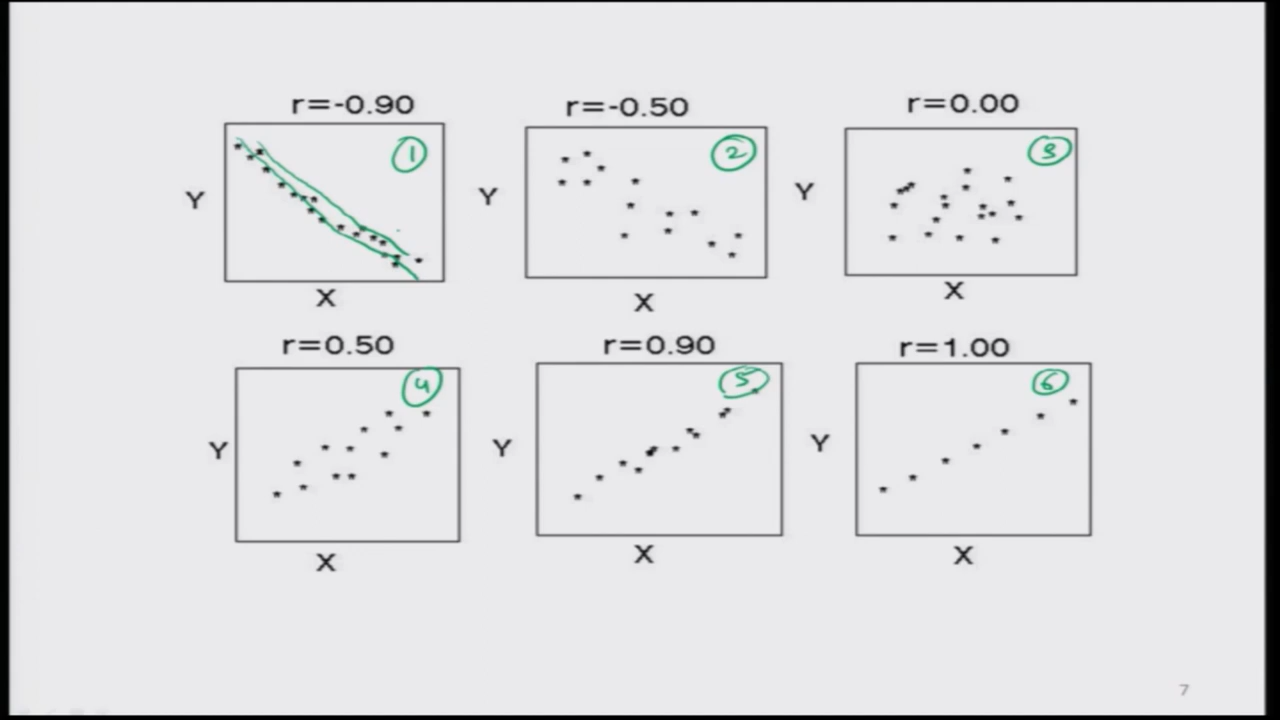 r=-0.90 r=-0.50 r=0.00
1 2 3
Y Y Y
X X X
r=0.50 r=0.90 r=1.00
4 5 6
Y Y Y
X X X
7